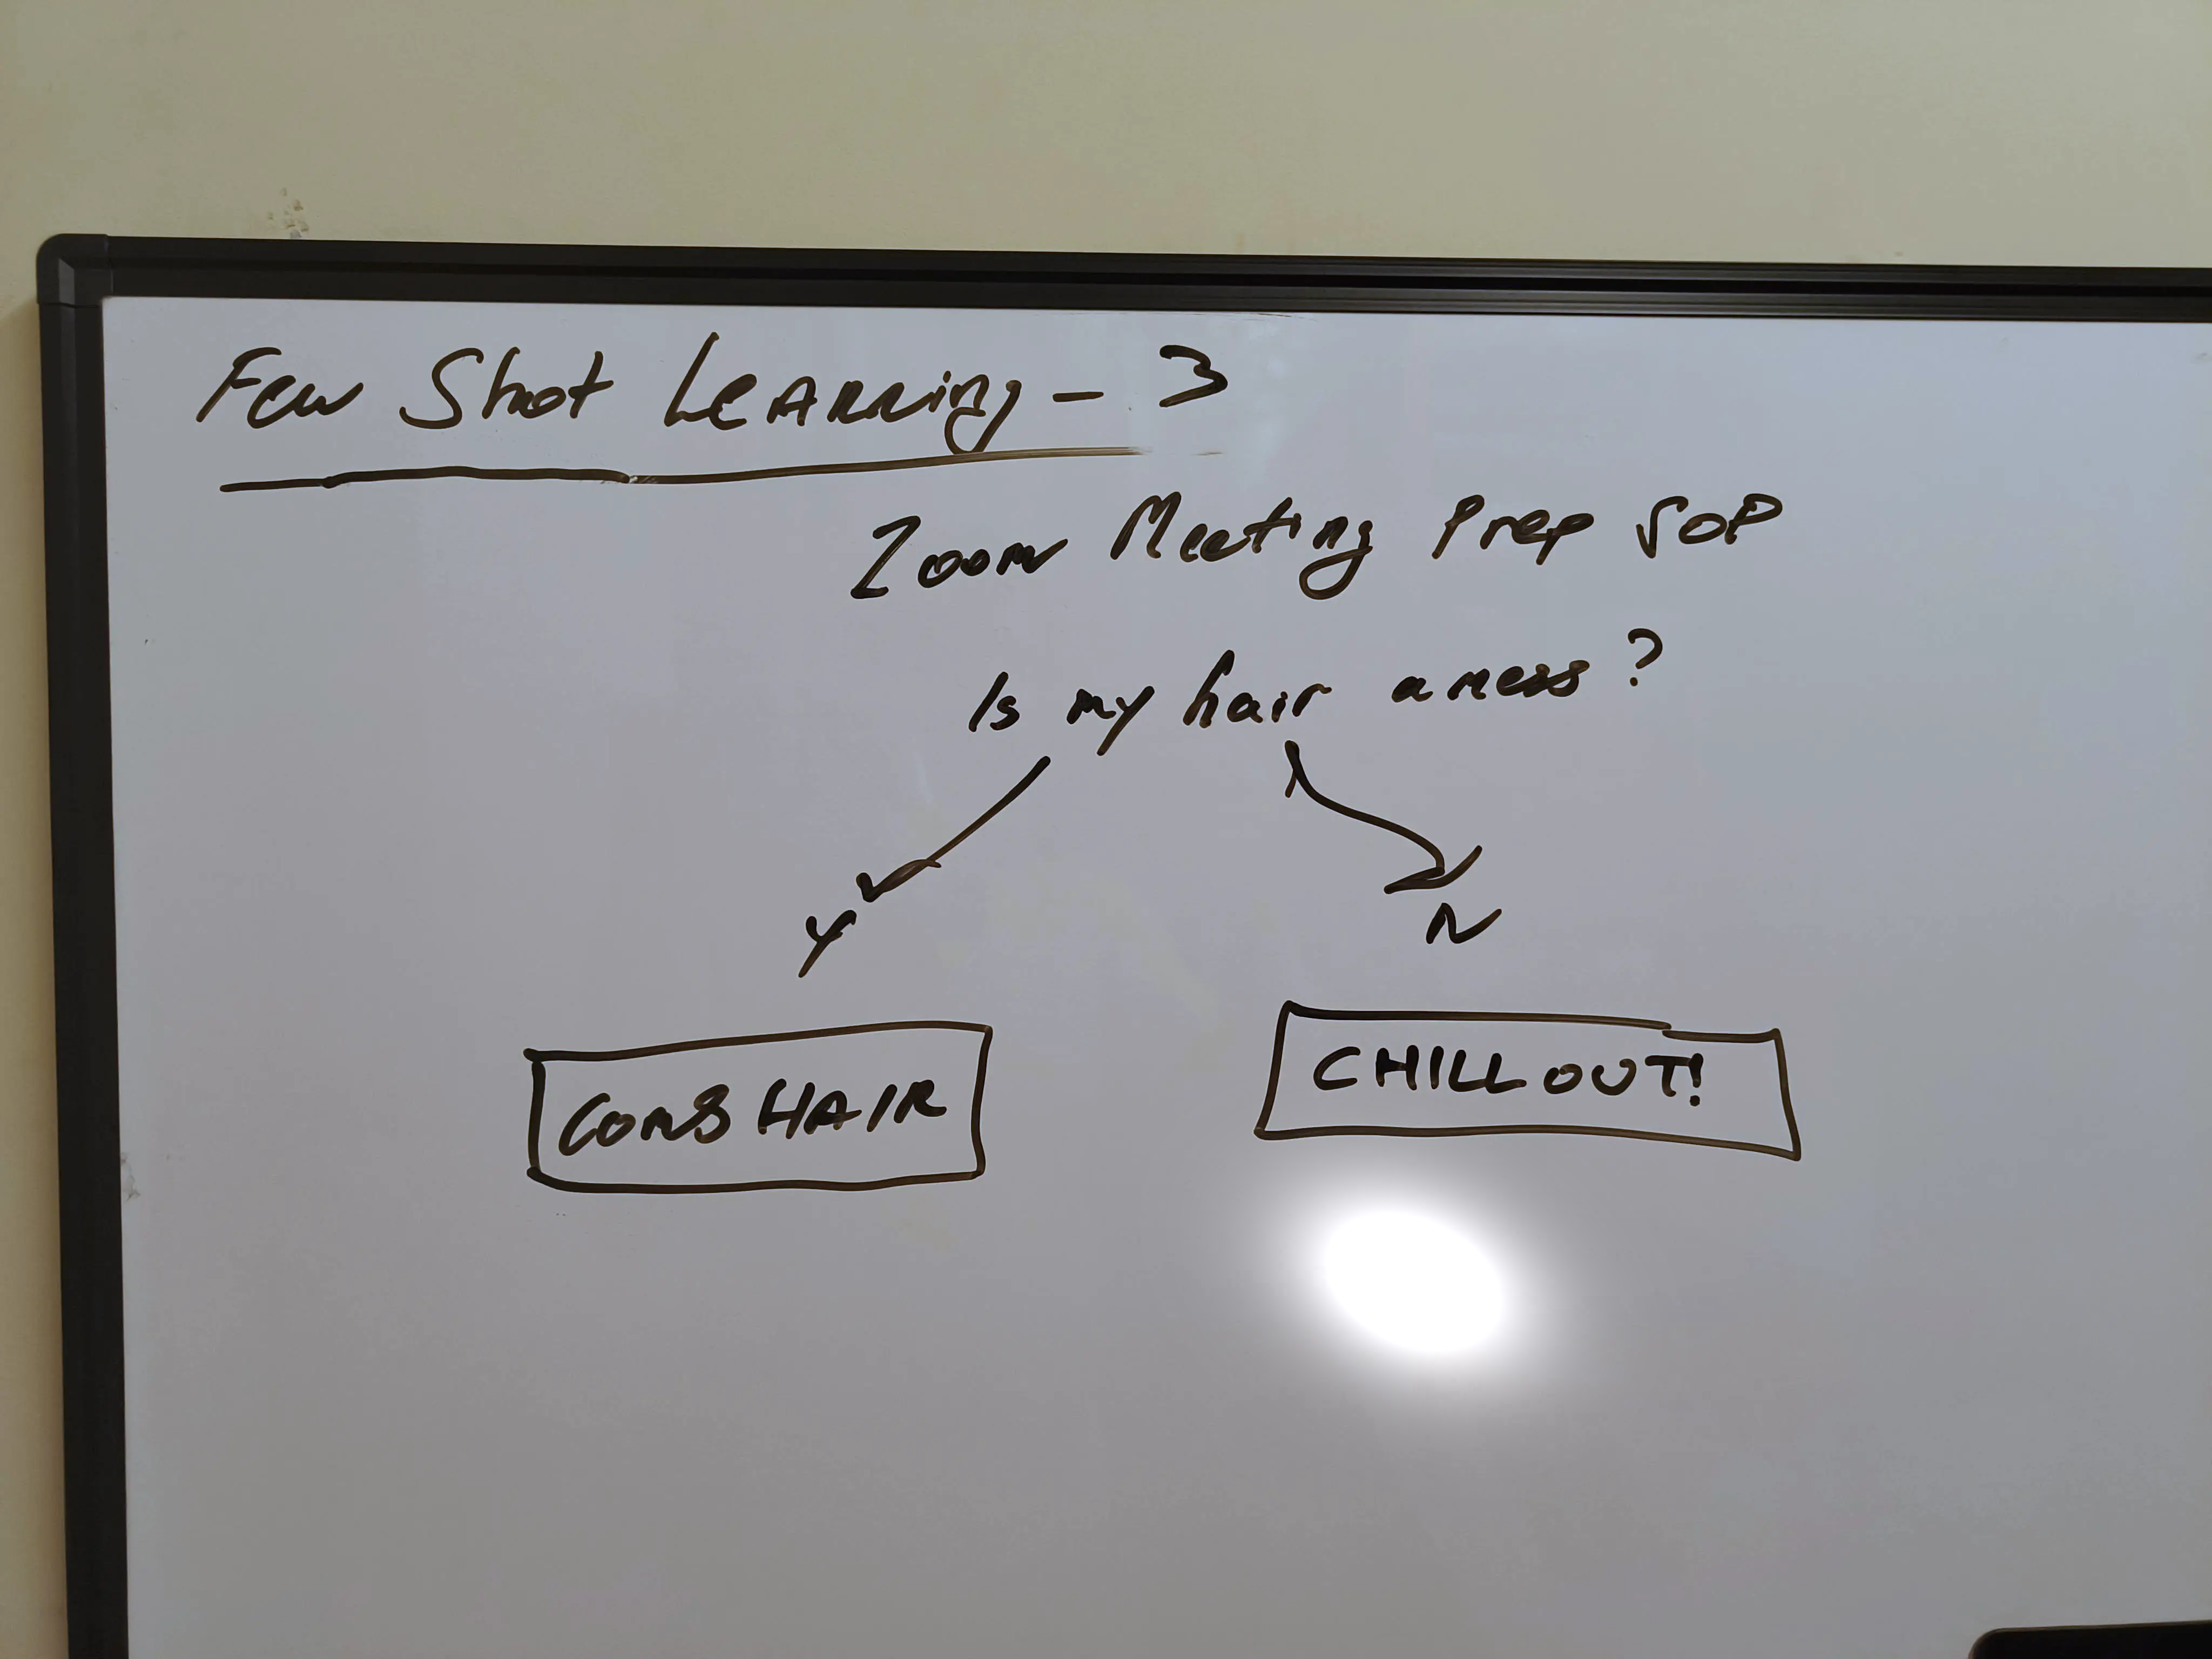 Few Shot Learning - 3
Zoom Meeting Prep SOP
Is my hair a mess?
Y
N
COMB HAIR
CHILL OUT!